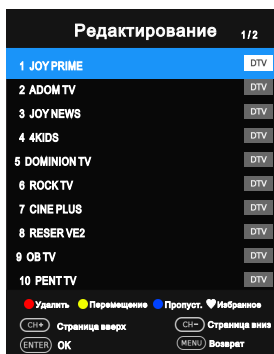 Редактирование 1/2
1 JOY PRIME DTV
2 ADOM TV DTV
3 JOY NEWS DTV
4 4KIDS DTV
5 DOMINION TV DTV
6 ROCK TV DTV
7 CINE PLUS DTV
8 RESER VE2 DTV
9 OB TV DTV
10 PENT TV DTV
Удалить Перемещение Пропуст. Избранное
CH+ Страница вверх CH- Страница вниз
ENTER OK MENU Возврат